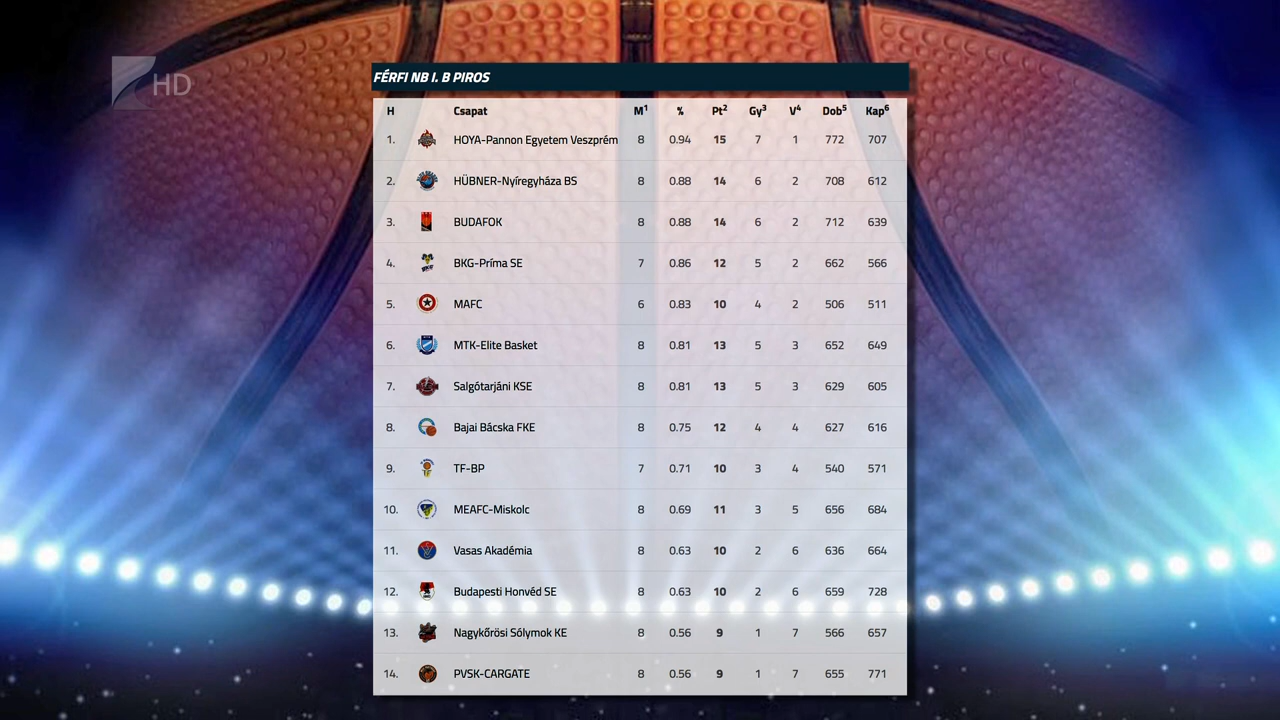 HD
FÉRFI NB I. B PIROS
H Csapat M¹ % Pt² Gy³ V⁴ Dob⁵ Kap⁶
1. HOYA-Pannon Egyetem Veszprém 8 0.94 15 7 1 772 707
2. HÜBNER-Nyíregyháza BS 8 0.88 14 6 2 708 612
3. BUDAFOK 8 0.88 14 6 2 712 639
4. BKG-Príma SE 7 0.86 12 5 2 662 566
5. MAFC 6 0.83 10 4 2 506 511
6. MTK-Elite Basket 8 0.81 13 5 3 652 649
7. Salgótarjáni KSE 8 0.81 13 5 3 629 605
8. Bajai Bácska FKE 8 0.75 12 4 4 627 616
9. TF-BP 7 0.71 10 3 4 540 571
10. MEAFC-Miskolc 8 0.69 11 3 5 656 684
11. Vasas Akadémia 8 0.63 10 2 6 636 664
12. Budapesti Honvéd SE 8 0.63 10 2 6 659 728
13. Nagykőrösi Sólymok KE 8 0.56 9 1 7 566 657
14. PVSK-CARGATE 8 0.56 9 1 7 655 771